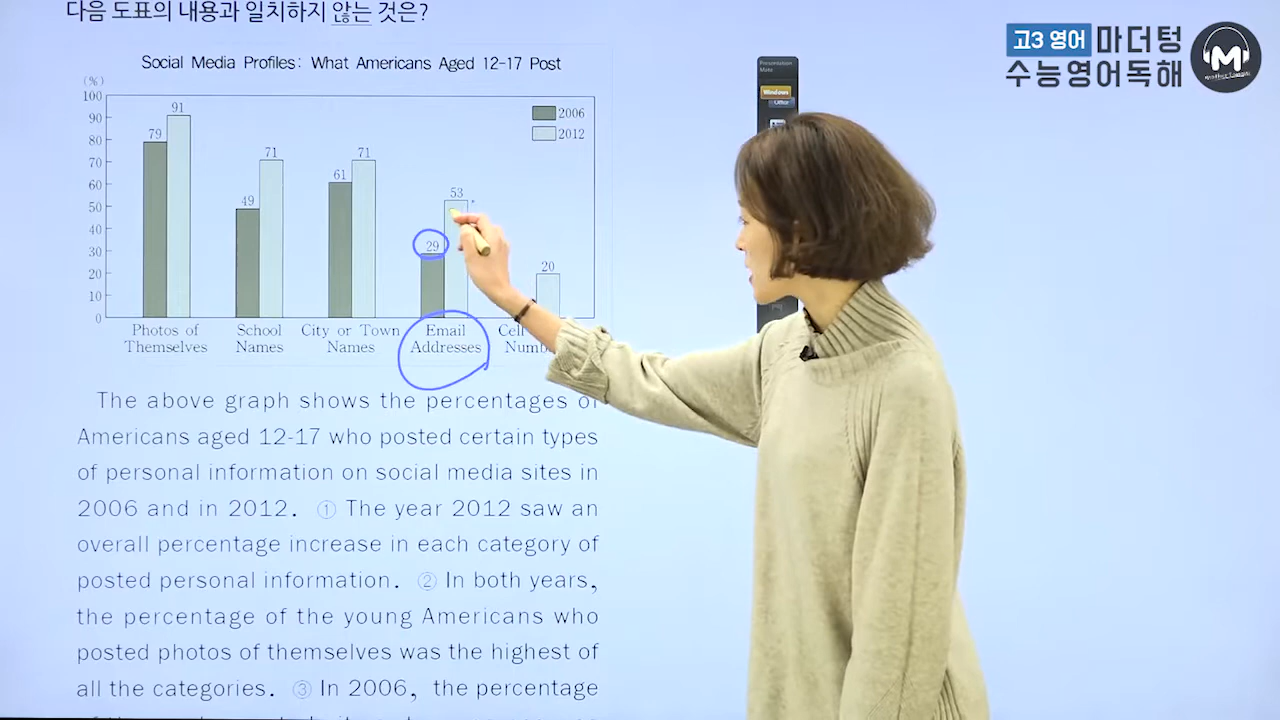 다음 도표의 내용과 일치하지 않는 것은?
고3 영어 마더텅
수능영어독해
M
Social Media Profiles: What Americans Aged 12-17 Post
(%)
100
90
80
70
60
50
40
30
20
10
0
79 91
49 71
61 71
29 53
20
2006
2012
Photos of Themselves
School Names
City or Town Names
Email Addresses
Cell
Presentation
Windows
Office
The above graph shows the percentages of
Americans aged 12-17 who posted certain types
of personal information on social media sites in
2006 and in 2012. ① The year 2012 saw an
overall percentage increase in each category of
posted personal information. ② In both years,
the percentage of the young Americans who
posted photos of themselves was the highest of
all the categories. ③ In 2006, the percentage